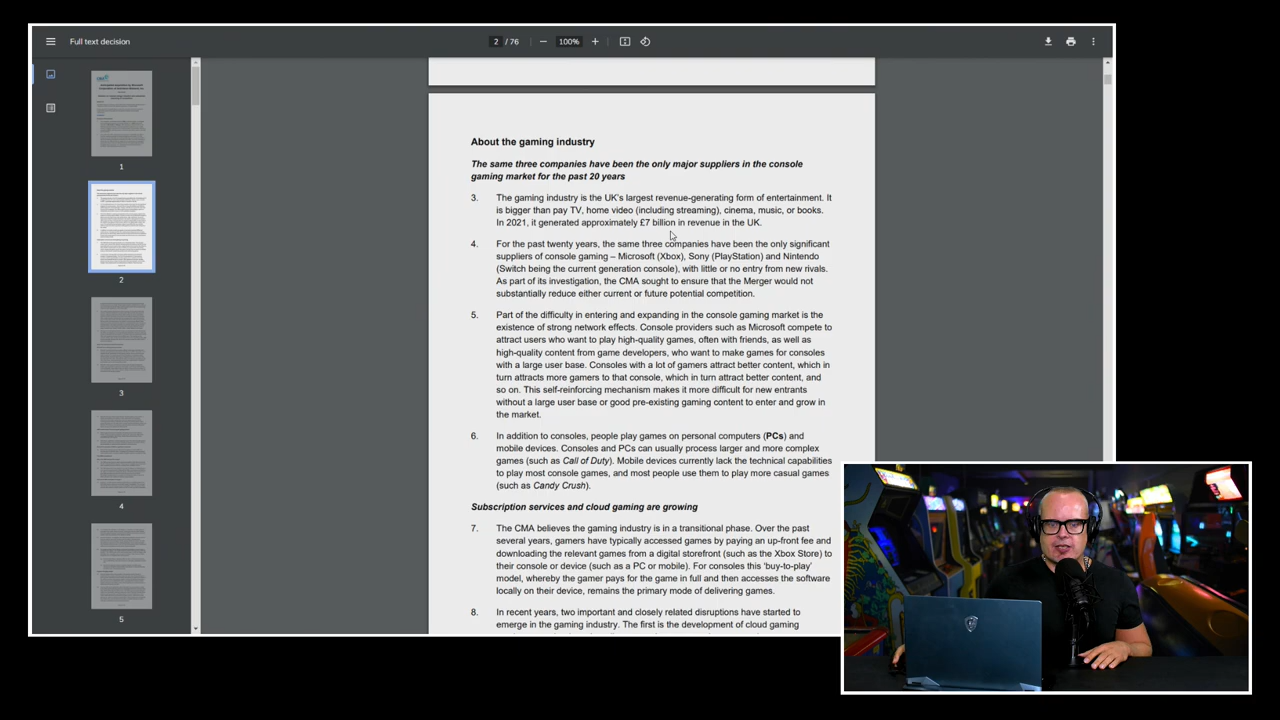 Full text decision
2 / 76
100%
About the gaming industry
The same three companies have been the only major suppliers in the console
gaming market for the past 20 years
3. The gaming industry is the UK's largest revenue-generating form of entertainment. It
is bigger than pay TV, home video (including streaming), cinema, music, or books.
In 2021, it generated approximately £7 billion in revenue in the UK.
4. For the past twenty years, the same three companies have been the only significant
suppliers of console gaming – Microsoft (Xbox), Sony (PlayStation) and Nintendo
(Switch being the current generation console), with little or no entry from new rivals.
As part of its investigation, the CMA sought to ensure that the Merger would not
substantially reduce either current or future potential competition.
5. Part of the difficulty in entering and expanding in the console gaming market is the
existence of strong network effects. Console providers such as Microsoft compete to
attract users who want to play high-quality games, often with friends, as well as
high-quality content from game developers, who want to make games for consoles
with a large user base. Consoles with a lot of gamers attract better content, which in
turn attracts more gamers to that console, which in turn attract better content, and
so on. This self-reinforcing mechanism makes it more difficult for new entrants
without a large user base or good pre-existing gaming content to enter and grow in
the market.
6. In addition to consoles, people play games on personal computers (PCs) and
mobile devices. Consoles and PCs can usually process larger and more complex
games (such as Call of Duty). Mobile devices currently lack the technical capabilities
to play most console games, and most people use them to play more casual games
(such as Candy Crush).
Subscription services and cloud gaming are growing
7. The CMA believes the gaming industry is in a transitional phase. Over the past
several years, gamers have typically accessed games by paying an up-front fee and
downloading the relevant games from a digital storefront (such as the Xbox Store) to
their console or device (such as a PC or mobile). For consoles this 'buy-to-play'
model, whereby the gamer pays for the game in full and then accesses the software
locally on their device, remains the primary mode of delivering games.
8. In recent years, two important and closely related disruptions have started to
emerge in the gaming industry. The first is the development of cloud gaming
1
2
3
4
5